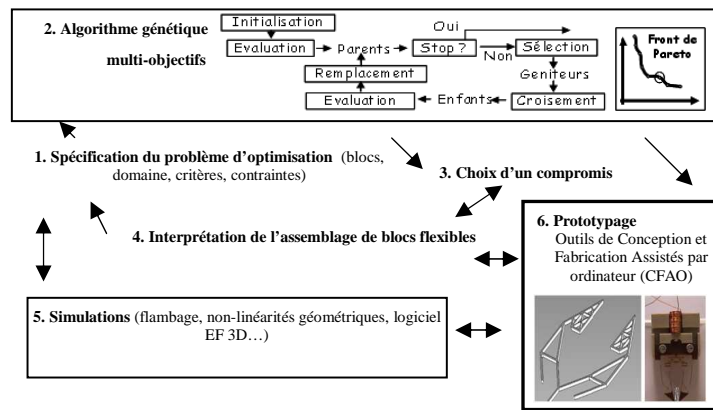 2. Algorithme génétique
multi-objectifs
Initialisation
Evaluation
Parents
Stop ?
Oui
Non
Sélection
Geniteurs
Croisement
Enfants
Evaluation
Remplacement
Front de
Pareto
1. Spécification du problème d'optimisation (blocs,
domaine, critères, contraintes)
3. Choix d'un compromis
4. Interprétation de l'assemblage de blocs flexibles
5. Simulations (flambage, non-linéarités géométriques, logiciel
EF 3D…)
6. Prototypage
Outils de Conception et
Fabrication Assistés par
ordinateur (CFAO)